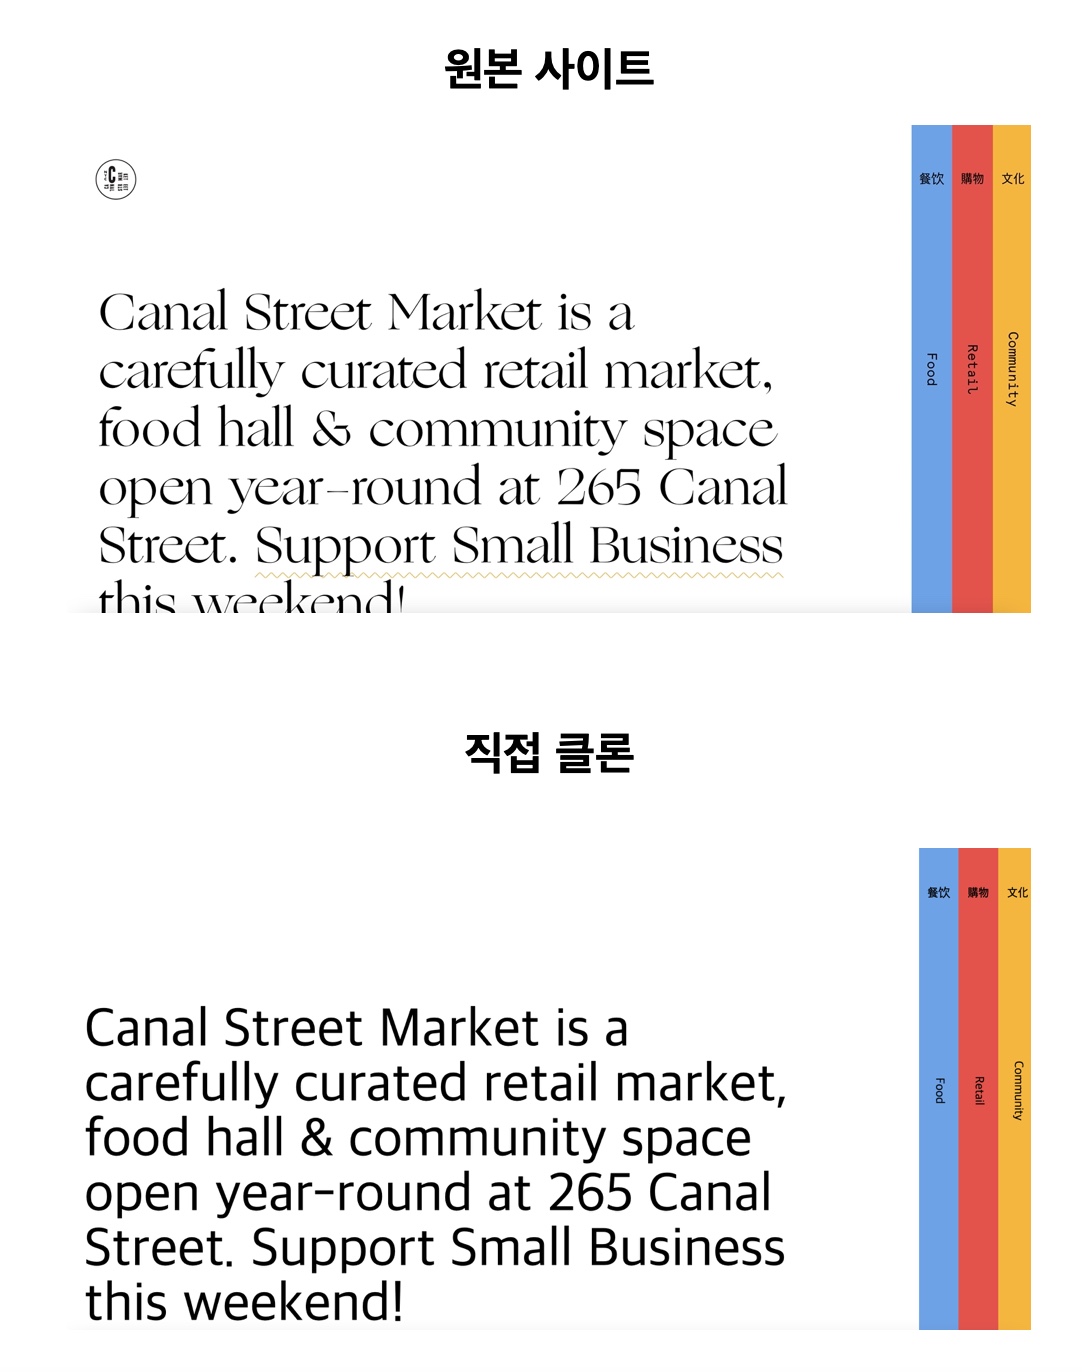 원본 사이트
餐饮 購物 文化
Canal Street Market is a
carefully curated retail market,
food hall & community space
open year-round at 265 Canal
Street. Support Small Business
this weekend!
Food Retail Community
직접 클론
餐饮 購物 文化
Canal Street Market is a
carefully curated retail market,
food hall & community space
open year-round at 265 Canal
Street. Support Small Business
this weekend!
Food Retail Community